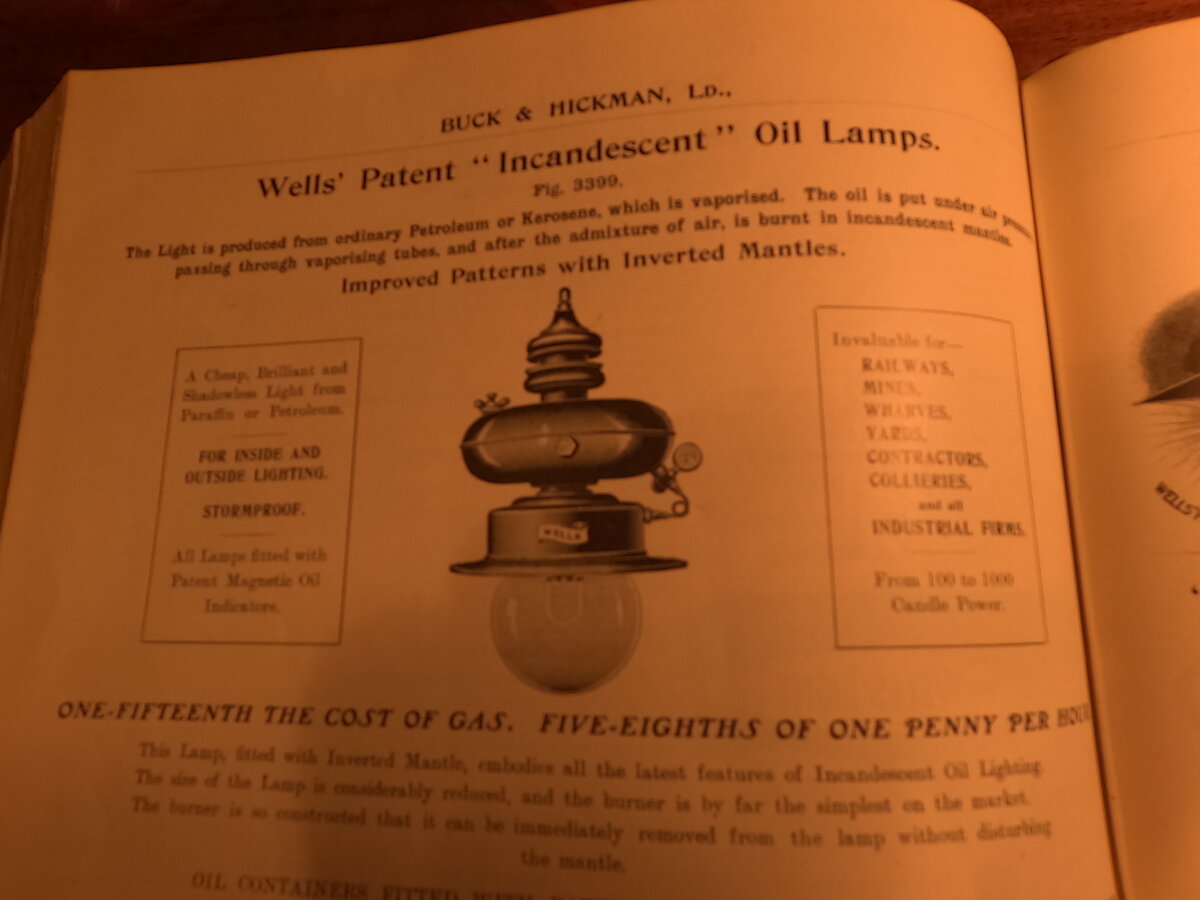 BUCK & HICKMAN, LD.,
Wells' Patent "Incandescent" Oil Lamps.
Fig. 3399.
The Light is produced from ordinary Petroleum or Kerosene, which is vaporised. The oil is put under air
passing through vaporising tubes, and after the admixture of air, is burnt in incandescent mantles.
Improved Patterns with Inverted Mantles.
A Cheap, Brilliant and
Shadowless Light from
Paraffin or Petroleum.
FOR INSIDE AND
OUTSIDE LIGHTING.
STORMPROOF.
All Lamps fitted with
Patent Magnetic Oil
Indicators.
WELLS
Invaluable for—
RAILWAYS,
MINES,
WHARVES,
YARDS,
CONTRACTORS,
COLLIERIES,
and all
INDUSTRIAL FIRMS.
From 100 to 1000
Candle Power.
ONE-FIFTEENTH THE COST OF GAS. FIVE-EIGHTHS OF ONE PENNY PER HOU
This Lamp, fitted with Inverted Mantle, embodies all the latest features of Incandescent Oil Lighting.
The size of the Lamp is considerably reduced, and the burner is by far the simplest on the market.
The burner is so constructed that it can be immediately removed from the lamp without disturbing
the mantle.
OIL CONTAINERS FITTED WITH
WELLS'